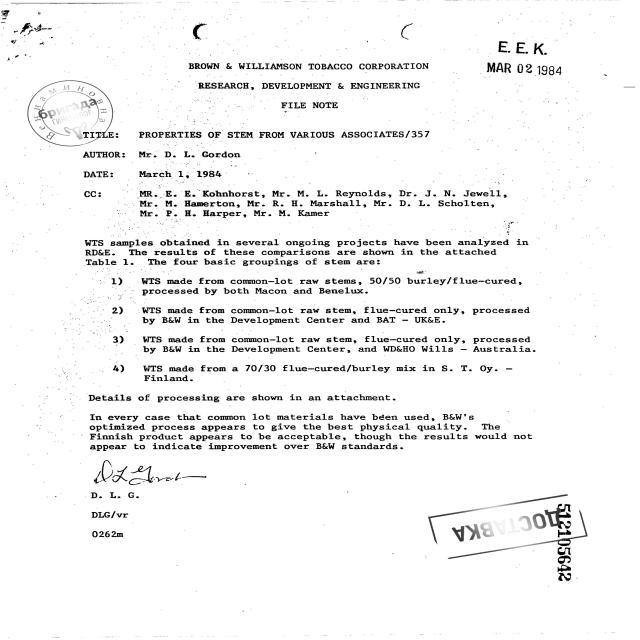 E. E. K.
MAR 02 1984
BROWN & WILLIAMSON TOBACCO CORPORATION
RESEARCH, DEVELOPMENT & ENGINEERING
FILE NOTE
Вениаминовна
бригада
TITLE: PROPERTIES OF STEM FROM VARIOUS ASSOCIATES/357
AUTHOR: Mr. D. L. Gordon
DATE: March 1, 1984
CC: MR. E. E. Kohnhorst, Mr. M. L. Reynolds, Dr. J. N. Jewell,
Mr. M. Hamerton, Mr. R. H. Marshall, Mr. D. L. Scholten,
Mr. P. H. Harper, Mr. M. Kamer
WTS samples obtained in several ongoing projects have been analyzed in
RD&E. The results of these comparisons are shown in the attached
Table 1. The four basic groupings of stem are:
1) WTS made from common-lot raw stems, 50/50 burley/flue-cured,
processed by both Macon and Benelux.
2) WTS made from common-lot raw stem, flue-cured only, processed
by B&W in the Development Center and BAT - UK&E.
3) WTS made from common-lot raw stem, flue-cured only, processed
by B&W in the Development Center, and WD&HO Wills - Australia.
4) WTS made from a 70/30 flue-cured/burley mix in S. T. Oy. -
Finland.
Details of processing are shown in an attachment.
In every case that common lot materials have been used, B&W's
optimized process appears to give the best physical quality. The
Finnish product appears to be acceptable, though the results would not
appear to indicate improvement over B&W standards.
D. L. G.
DLG/vr
0262m
ДОСТАВКА
512105642